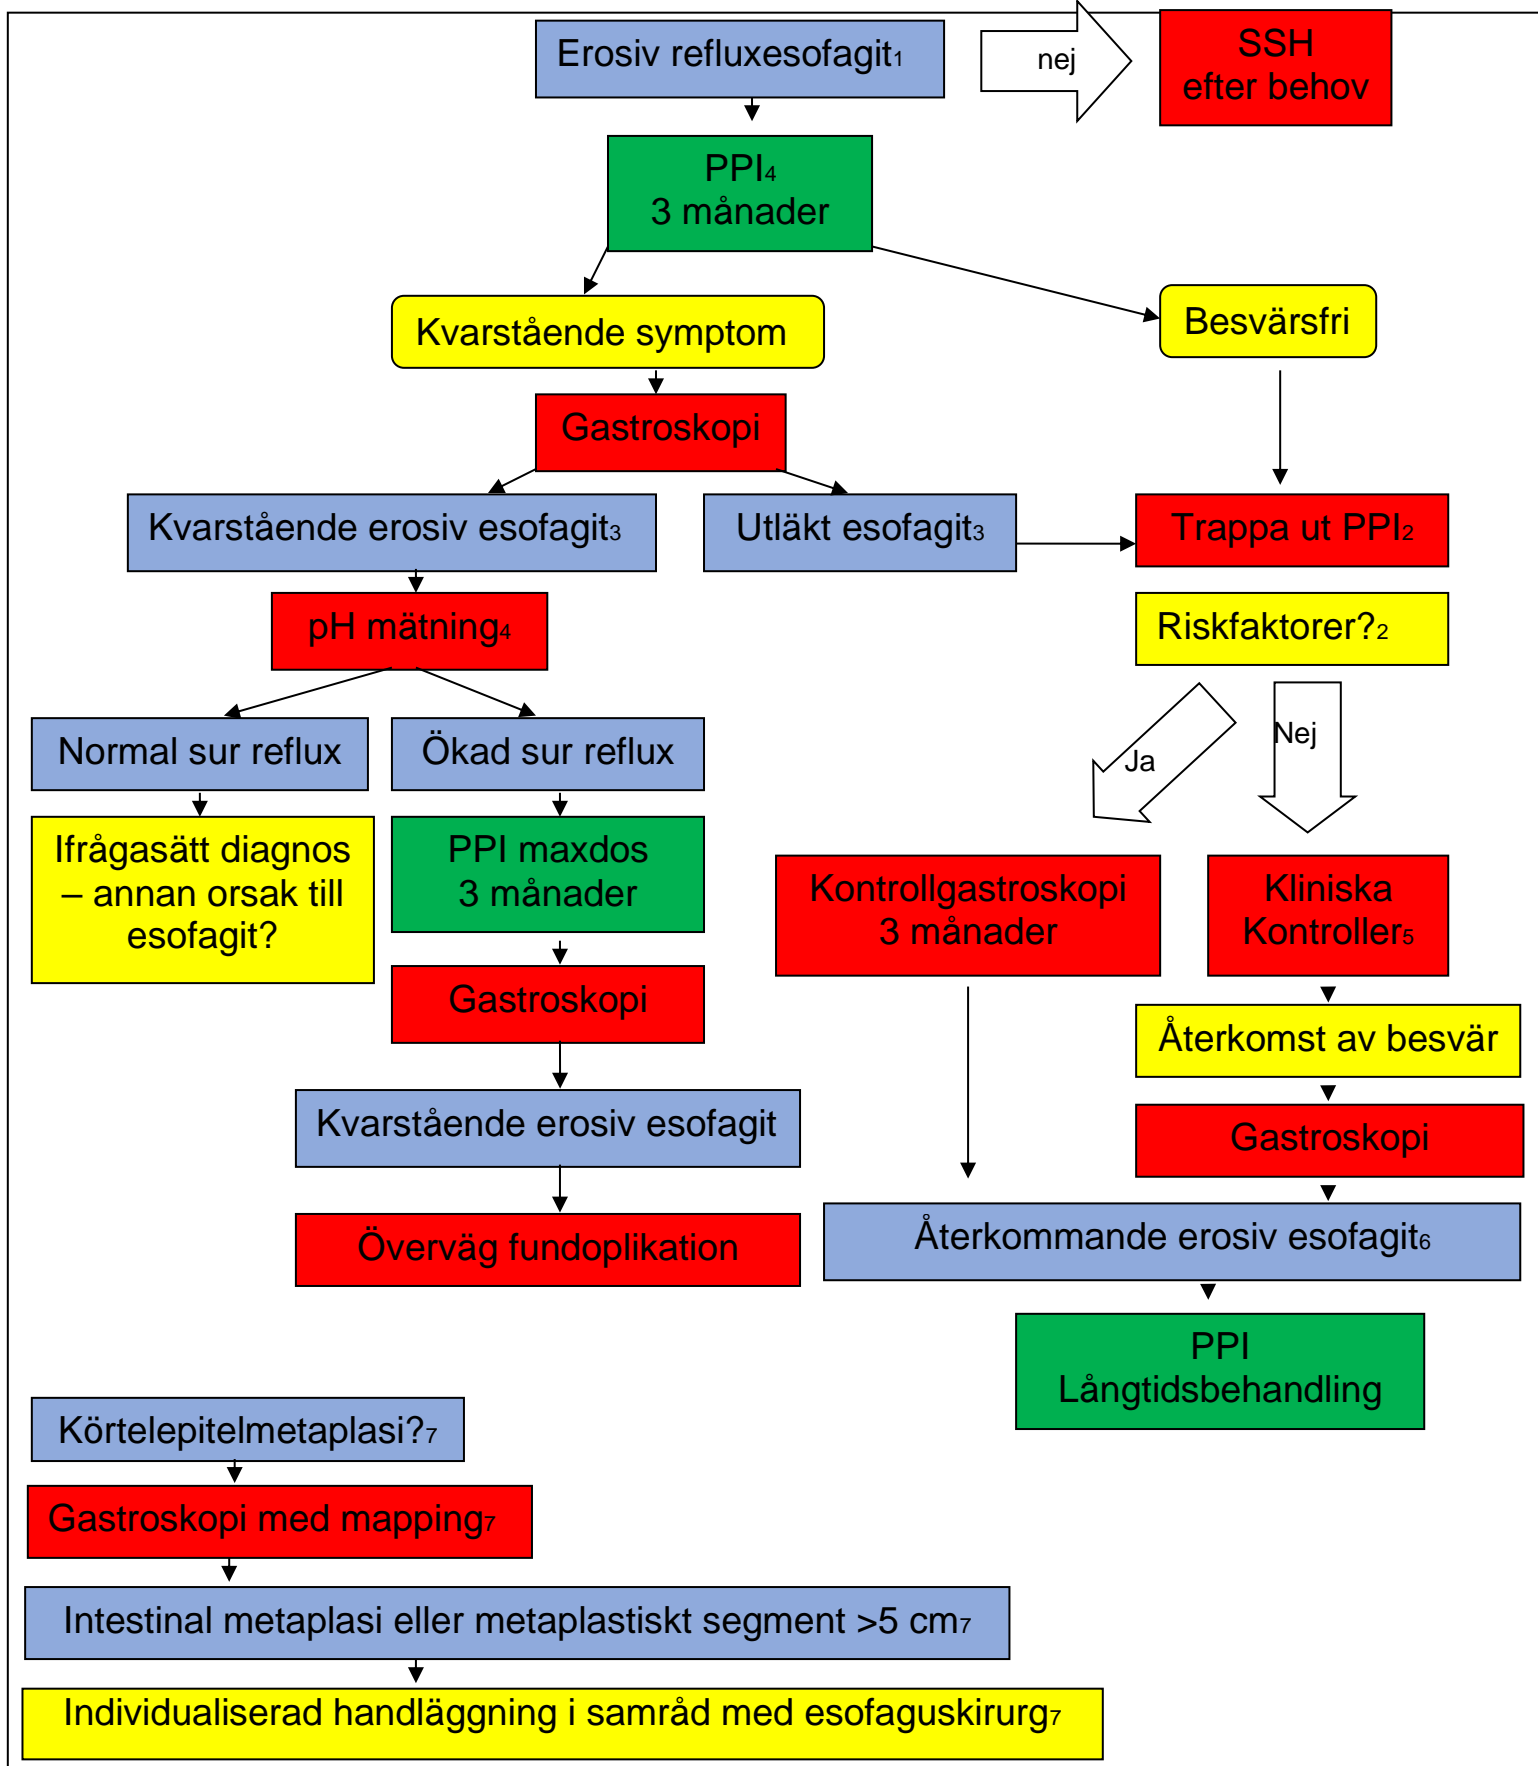 Erosiv refluxesofagit1
nej
SSH
efter behov
PPI4
3 månader
Kvarstående symptom
Besvärsfri
Gastroskopi
Kvarstående erosiv esofagit3
Utläkt esofagit3
Trappa ut PPI2
pH mätning4
Riskfaktorer?2
Normal sur reflux
Ökad sur reflux
Ja
Nej
Ifrågasätt diagnos
– annan orsak till
esofagit?
PPI maxdos
3 månader
Kontrollgastroskopi
3 månader
Kliniska
Kontroller5
Gastroskopi
Återkomst av besvär
Kvarstående erosiv esofagit
Gastroskopi
Överväg fundoplikation
Återkommande erosiv esofagit6
PPI
Långtidsbehandling
Körtelepitelmetaplasi?7
Gastroskopi med mapping7
Intestinal metaplasi eller metaplastiskt segment >5 cm7
Individualiserad handläggning i samråd med esofaguskirurg7